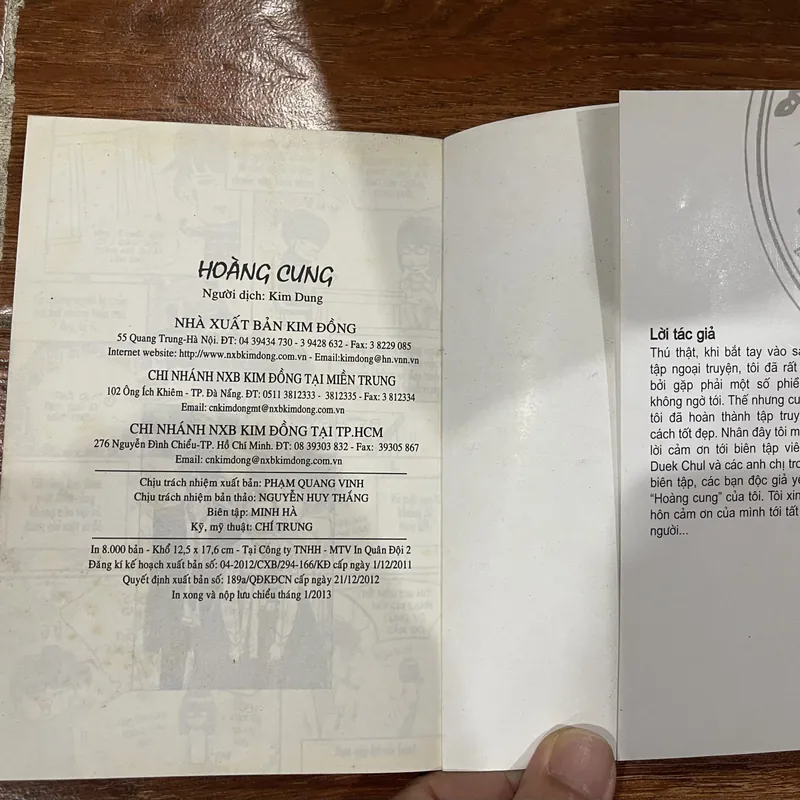 HOÀNG CUNG
Người dịch: Kim Dung
NHÀ XUẤT BẢN KIM ĐỒNG
55 Quang Trung-Hà Nội. ĐT: 04 39434 730 - 3 9428 632 - Fax: 3 8229 085
Internet website: http://www.nxbkimdong.com.vn - Email:kimdong@hn.vnn.vn
CHI NHÁNH NXB KIM ĐỒNG TẠI MIỀN TRUNG
102 Ông Ích Khiêm - TP. Đà Nẵng. ĐT: 0511 3812333 - 3812335 - Fax: 3 812334
Email: cnkimdongmt@nxbkimdong.com.vn
CHI NHÁNH NXB KIM ĐỒNG TẠI TP.HCM
276 Nguyễn Đình Chiểu-TP. Hồ Chí Minh. ĐT: 08 39303 832 - Fax: 39305 867
Email: cnkimdong@nxbkimdong.com.vn
Chịu trách nhiệm xuất bản: PHẠM QUANG VINH
Chịu trách nhiệm bản thảo: NGUYỄN HUY THẮNG
Biên tập: MINH HÀ
Kỹ, mỹ thuật: CHÍ TRUNG
In 8.000 bản - Khổ 12,5 x 17,6 cm - Tại Công ty TNHH - MTV In Quân Đội 2
Đăng kí kế hoạch xuất bản số: 04-2012/CXB/294-166/KĐ cấp ngày 1/12/2011
Quyết định xuất bản số: 189a/QĐKĐCN cấp ngày 21/12/2012
In xong và nộp lưu chiểu tháng 1/2013
Lời tác giả
Thú thật, khi bắt tay vào
tập ngoại truyện, tôi đã rất
bởi gặp phải một số
không ngờ tới. Thế nhưng
tôi đã hoàn thành tập
cách tốt đẹp. Nhân đây tôi
lời cảm ơn tới biên tập
Duek Chul và các anh chị
biên tập, các bạn độc giả
“Hoàng cung” của tôi. Tôi xin
hôn cảm ơn của mình tới tất
người...